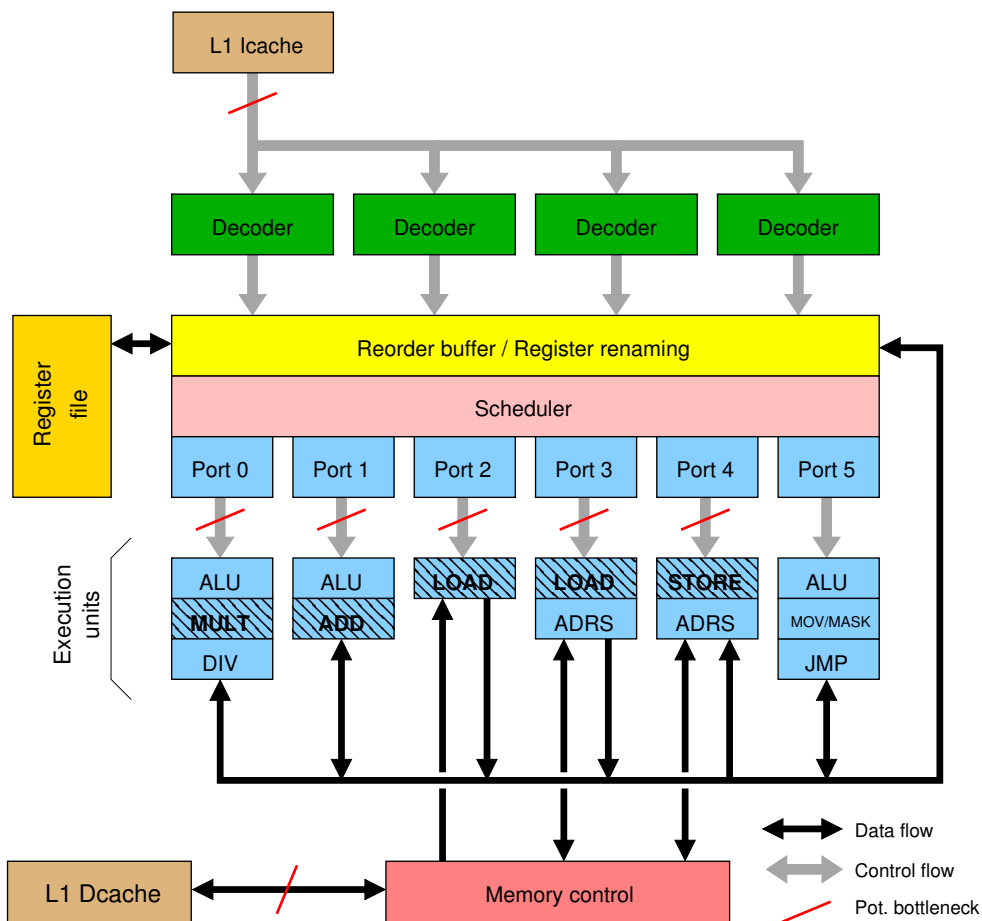 L1 Icache
Decoder
Decoder
Decoder
Decoder
Register
file
Reorder buffer / Register renaming
Scheduler
Port 0
Port 1
Port 2
Port 3
Port 4
Port 5
Execution
units
ALU
MULT
DIV
ALU
ADD
LOAD
LOAD
ADRS
STORE
ADRS
ALU
MOV/MASK
JMP
L1 Dcache
Memory control
Data flow
Control flow
Pot. bottleneck